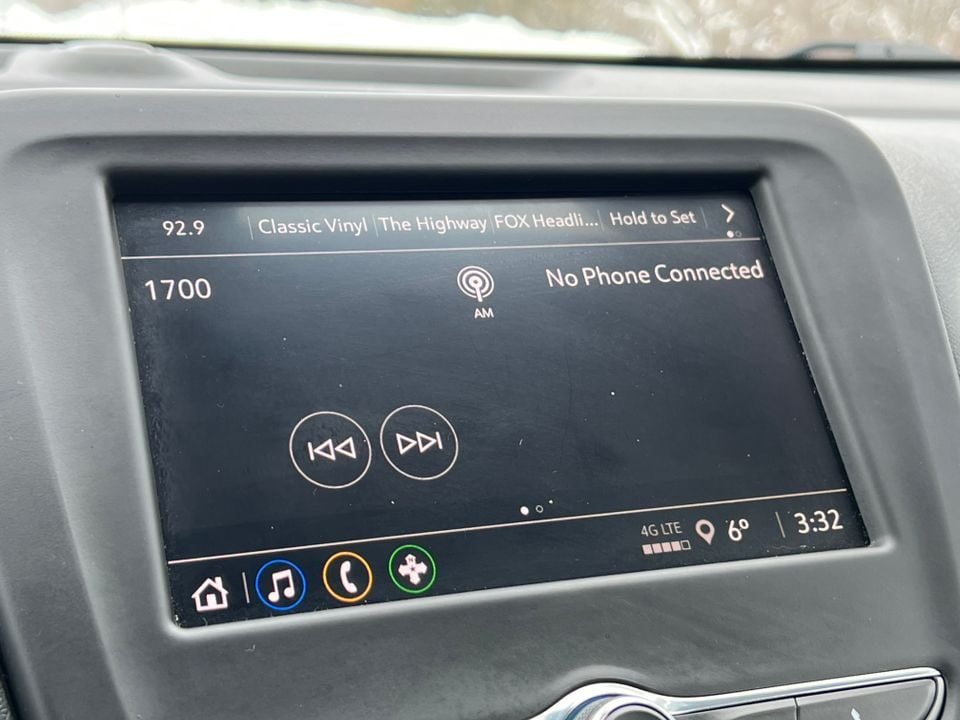 92.9 Classic Vinyl The Highway FOX Headli... Hold to Set
1700 No Phone Connected
AM
4G LTE 6° 3:32